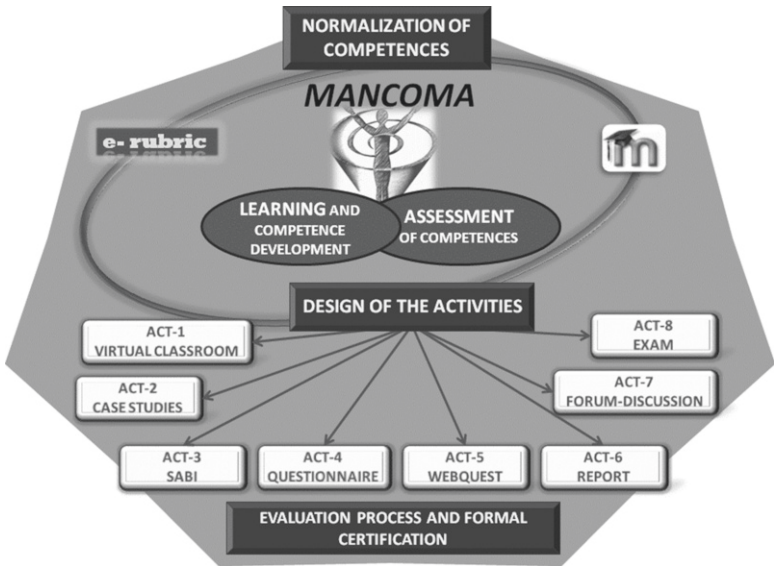 NORMALIZATION OF
COMPETENCES
MANCOMA
e- rubric
m
LEARNING AND
COMPETENCE
DEVELOPMENT
ASSESSMENT
OF COMPETENCES
DESIGN OF THE ACTIVITIES
ACT-1
VIRTUAL CLASSROOM
ACT-8
EXAM
ACT-2
CASE STUDIES
ACT-7
FORUM-DISCUSSION
ACT-3
SABI
ACT-4
QUESTIONNAIRE
ACT-5
WEBQUEST
ACT-6
REPORT
EVALUATION PROCESS AND FORMAL
CERTIFICATION